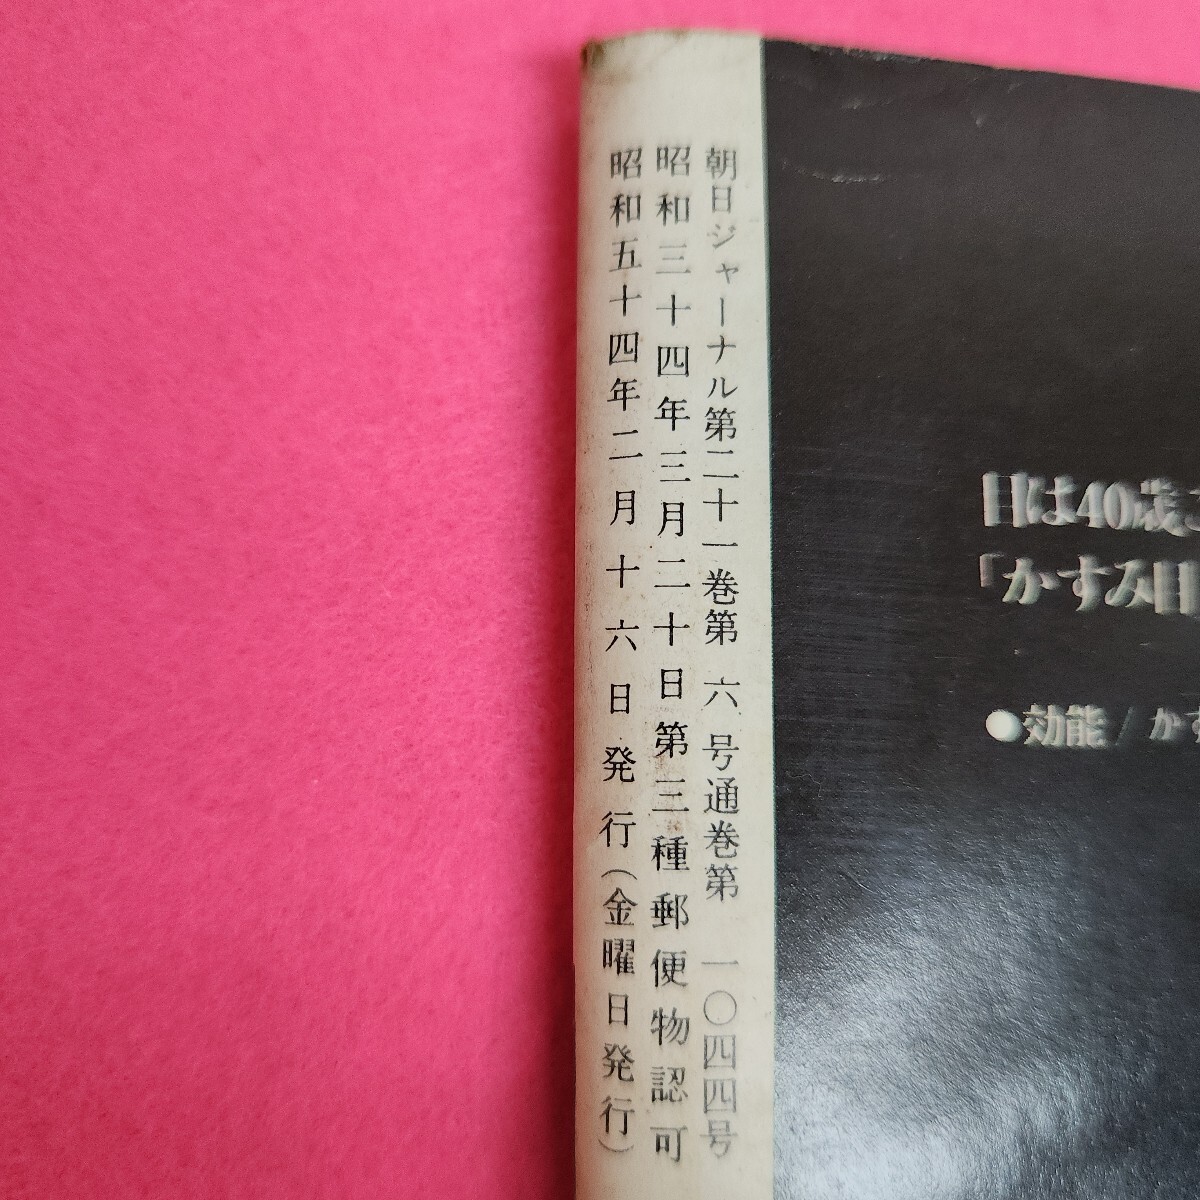 朝日ジャーナル第二十一巻第六号通巻第一〇四四号
昭和三十四年三月二十日第三種郵便物認可
昭和五十四年二月十六日発行(金曜日発行)
目は40歳こ
「かすみ目
●効能/かす